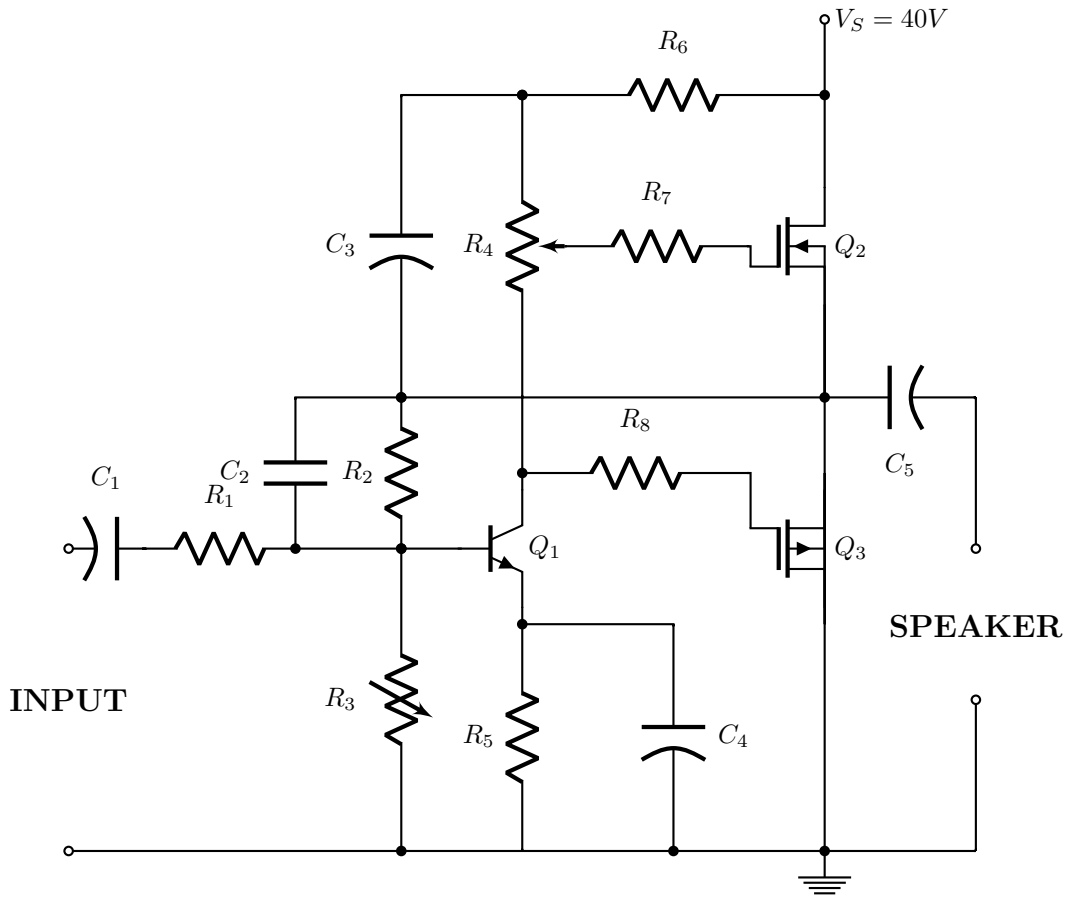 V_S = 40V
R_6
R_7
C_3
R_4
Q_2
R_8
C_1
C_2
R_2
C_5
R_1
Q_1
Q_3
SPEAKER
INPUT
R_3
R_5
C_4